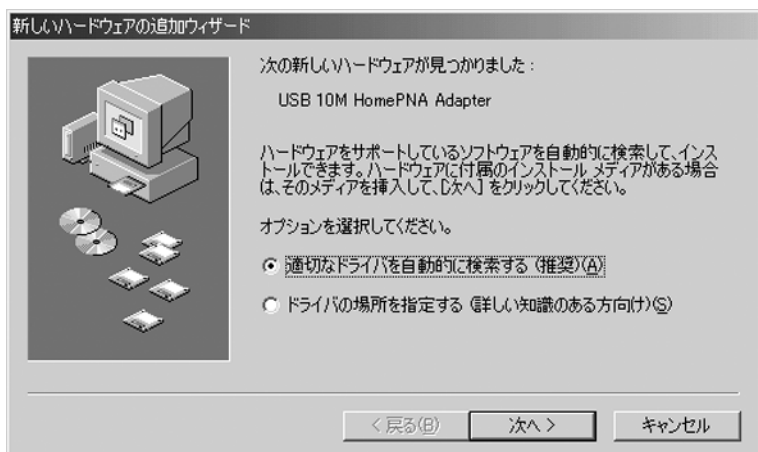 新しいハードウェアの追加ウィザード
次の新しいハードウェアが見つかりました:
USB 10M HomePNA Adapter
ハードウェアをサポートしているソフトウェアを自動的に検索して、インス
トールできます。ハードウェアに付属のインストール メディアがある場合
は、そのメディアを挿入して、[次へ] をクリックしてください。
オプションを選択してください。
適切なドライバを自動的に検索する (推奨)(A)
ドライバの場所を指定する (詳しい知識のある方向け)(S)
< 戻る(B)
次へ >
キャンセル